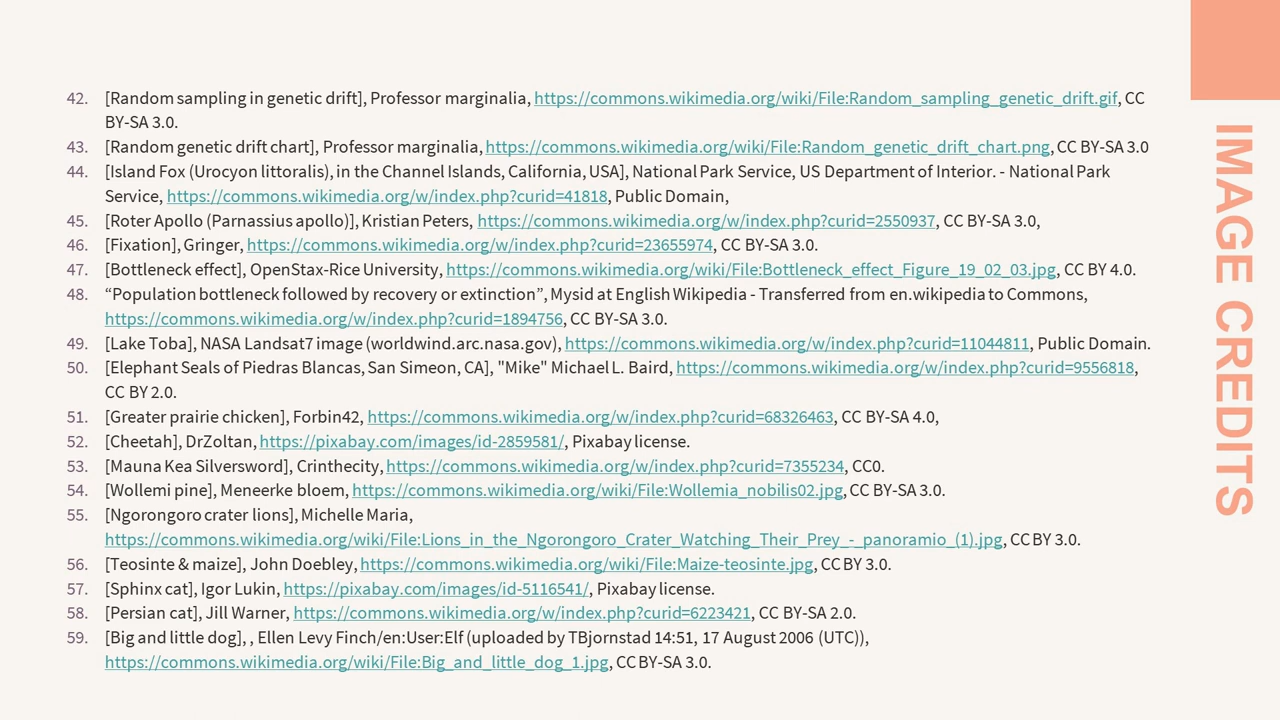 42. [Random sampling in genetic drift], Professor marginalia, https://commons.wikimedia.org/wiki/File:Random_sampling_genetic_drift.gif, CC
BY-SA 3.0.
43. [Random genetic drift chart], Professor marginalia, https://commons.wikimedia.org/wiki/File:Random_genetic_drift_chart.png, CC BY-SA 3.0
44. [Island Fox (Urocyon littoralis), in the Channel Islands, California, USA], National Park Service, US Department of Interior. - National Park
Service, https://commons.wikimedia.org/w/index.php?curid=41818, Public Domain,
45. [Roter Apollo (Parnassius apollo)], Kristian Peters, https://commons.wikimedia.org/w/index.php?curid=2550937, CC BY-SA 3.0,
46. [Fixation], Gringer, https://commons.wikimedia.org/w/index.php?curid=23655974, CC BY-SA 3.0.
47. [Bottleneck effect], OpenStax-Rice University, https://commons.wikimedia.org/wiki/File:Bottleneck_effect_Figure_19_02_03.jpg, CC BY 4.0.
48. “Population bottleneck followed by recovery or extinction”, Mysid at English Wikipedia - Transferred from en.wikipedia to Commons,
https://commons.wikimedia.org/w/index.php?curid=1894756, CC BY-SA 3.0.
49. [Lake Toba], NASA Landsat7 image (worldwind.arc.nasa.gov), https://commons.wikimedia.org/w/index.php?curid=11044811, Public Domain.
50. [Elephant Seals of Piedras Blancas, San Simeon, CA], "Mike" Michael L. Baird, https://commons.wikimedia.org/w/index.php?curid=9556818,
CC BY 2.0.
51. [Greater prairie chicken], Forbin42, https://commons.wikimedia.org/w/index.php?curid=68326463, CC BY-SA 4.0,
52. [Cheetah], DrZoltan, https://pixabay.com/images/id-2859581/, Pixabay license.
53. [Mauna Kea Silversword], Crinthecity, https://commons.wikimedia.org/w/index.php?curid=7355234, CC0.
54. [Wollemi pine], Meneerke bloem, https://commons.wikimedia.org/wiki/File:Wollemia_nobilis02.jpg, CC BY-SA 3.0.
55. [Ngorongoro crater lions], Michelle Maria,
https://commons.wikimedia.org/wiki/File:Lions_in_the_Ngorongoro_Crater_Watching_Their_Prey_-_panoramio_(1).jpg, CC BY 3.0.
56. [Teosinte & maize], John Doebley, https://commons.wikimedia.org/wiki/File:Maize-teosinte.jpg, CC BY 3.0.
57. [Sphinx cat], Igor Lukin, https://pixabay.com/images/id-5116541/, Pixabay license.
58. [Persian cat], Jill Warner, https://commons.wikimedia.org/w/index.php?curid=6223421, CC BY-SA 2.0.
59. [Big and little dog], , Ellen Levy Finch/en:User:Elf (uploaded by TBjornstad 14:51, 17 August 2006 (UTC)),
https://commons.wikimedia.org/wiki/File:Big_and_little_dog_1.jpg, CC BY-SA 3.0.
IMAGE CREDITS